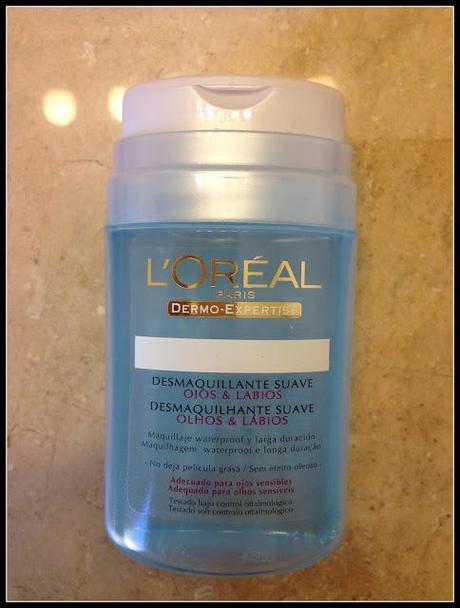 L'ORÉAL
PARIS
DERMO-EXPERTISE
DESMAQUILLANTE SUAVE
OJOS & LABIOS
DESMAQUILHANTE SUAVE
OLHOS & LÁBIOS
Maquillaje waterproof y larga duración
Maquilhagem waterproof e longa duração
- No deja película grasa / Sem efeito oleoso -
Adecuado para ojos sensibles
Adequado para olhos sensíveis
Testado bajo control oftalmológico
Testado sob controlo oftalmológico